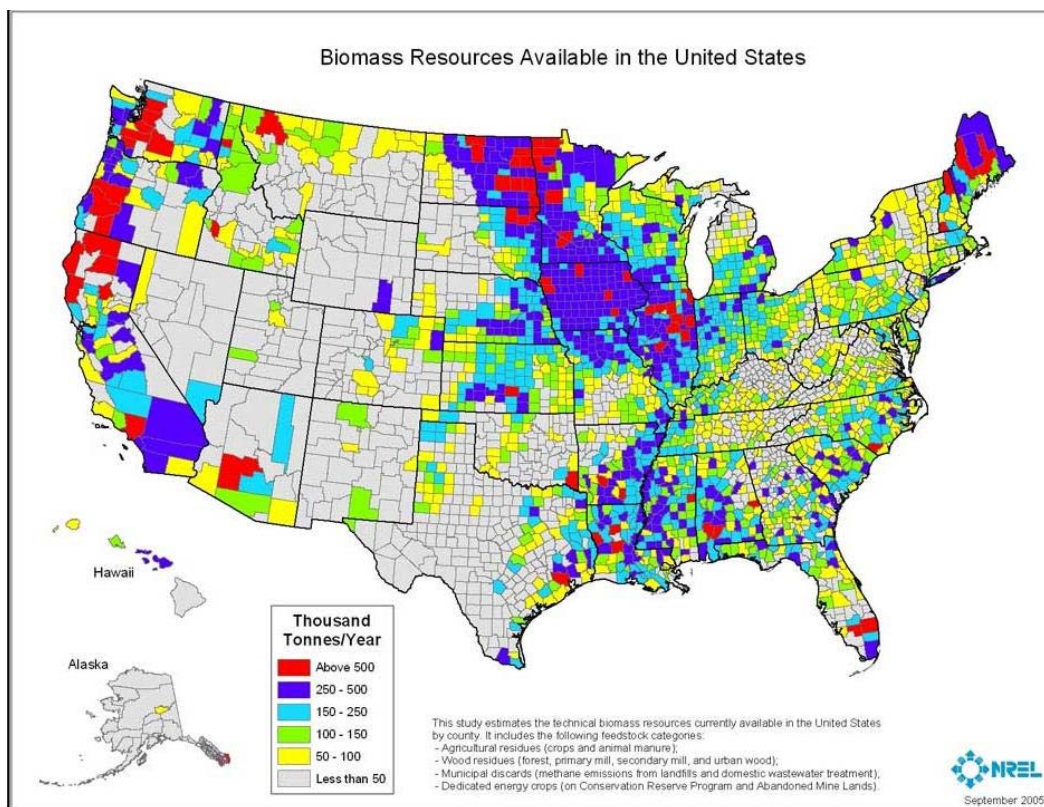 Biomass Resources Available in the United States
Hawaii
Alaska
Thousand
Tonnes/Year
Above 500
250 - 500
150 - 250
100 - 150
50 - 100
Less than 50
This study estimates the technical biomass resources currently available in the United States
by county. It includes the following feedstock categories:
- Agricultural residues (crops and animal manure);
- Wood residues (forest, primary mill, secondary mill, and urban wood);
- Municipal discards (methane emissions from landfills and domestic wastewater treatment);
- Dedicated energy crops (on Conservation Reserve Program and Abandoned Mine Lands).
NREL
September 2005